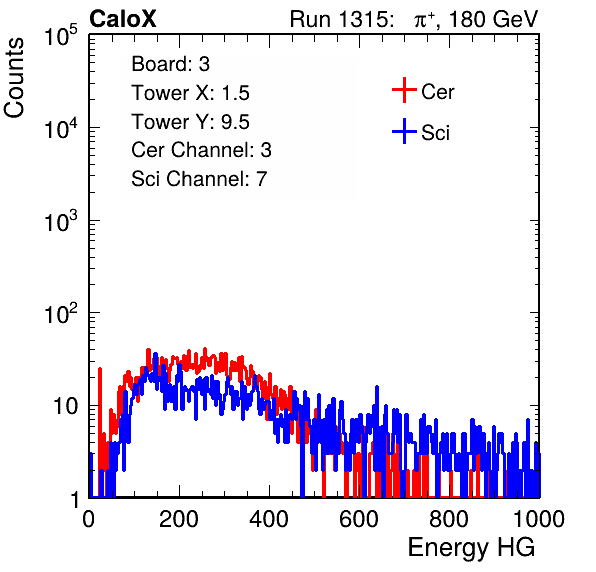 CaloX Run 1315: π⁺, 180 GeV
Counts
10⁵
10⁴
10³
10²
10
1
Board: 3
Tower X: 1.5
Tower Y: 9.5
Cer Channel: 3
Sci Channel: 7
Cer
Sci
0 200 400 600 800 1000
Energy HG